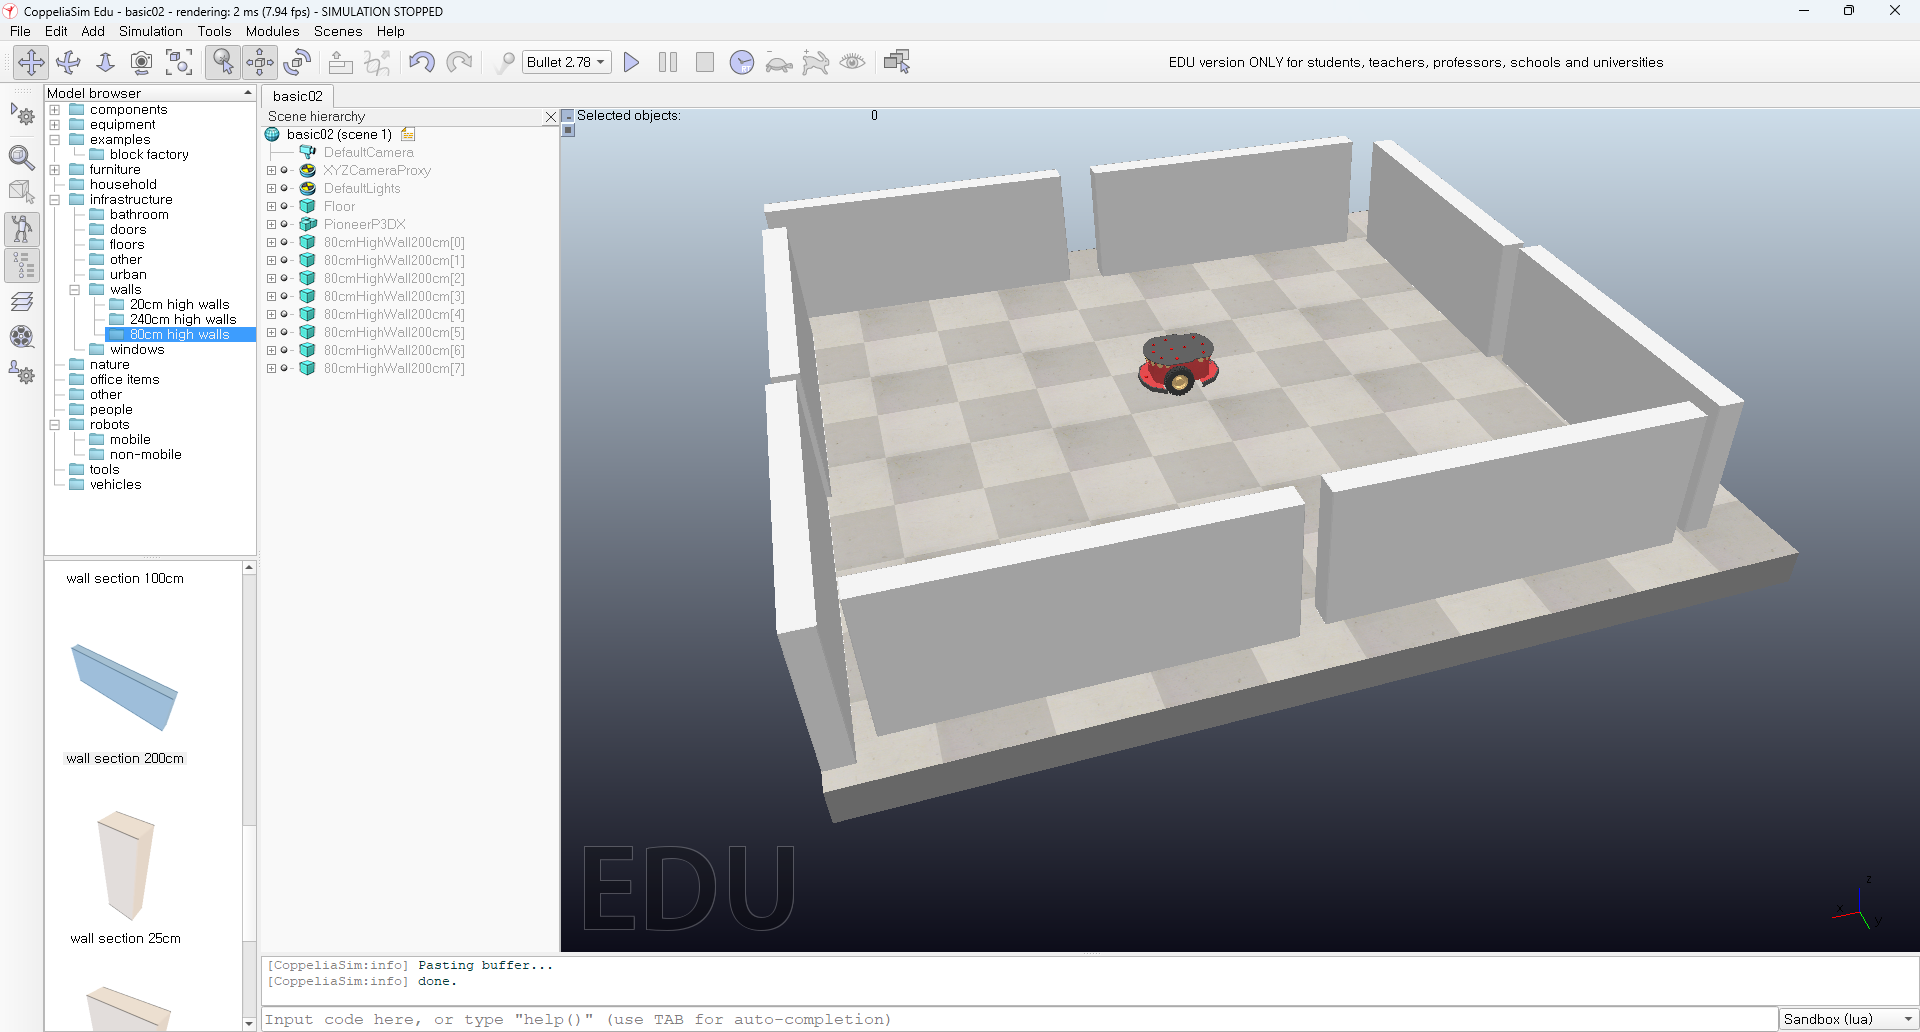 CoppeliaSim Edu - basic02 - rendering: 2 ms (7.94 fps) - SIMULATION STOPPED
File Edit Add Simulation Tools Modules Scenes Help
Bullet 2.78
EDU version ONLY for students, teachers, professors, schools and universities
Model browser
components
equipment
examples
block factory
furniture
household
infrastructure
bathroom
doors
floors
other
urban
walls
20cm high walls
240cm high walls
80cm high walls
windows
nature
office items
other
people
robots
mobile
non-mobile
tools
vehicles
wall section 100cm
wall section 200cm
wall section 25cm
basic02
Scene hierarchy
basic02 (scene 1)
DefaultCamera
XYZCameraProxy
DefaultLights
Floor
PioneerP3DX
80cmHighWall200cm[0]
80cmHighWall200cm[1]
80cmHighWall200cm[2]
80cmHighWall200cm[3]
80cmHighWall200cm[4]
80cmHighWall200cm[5]
80cmHighWall200cm[6]
80cmHighWall200cm[7]
Selected objects: 0
EDU
z
x
y
[CoppeliaSim:info] Pasting buffer...
[CoppeliaSim:info] done.
Input code here, or type "help()" (use TAB for auto-completion)
Sandbox (lua)